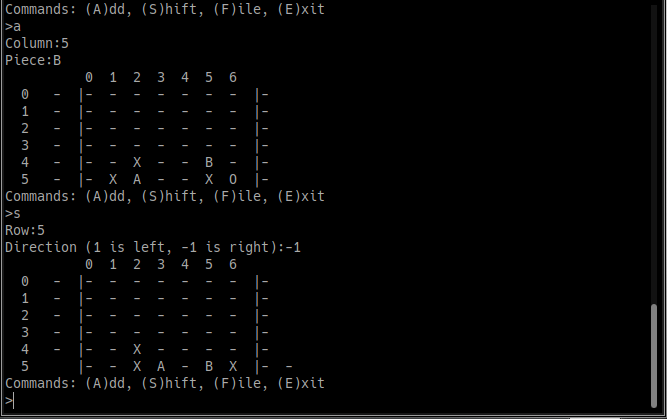 Commands: (A)dd, (S)hift, (F)ile, (E)xit
>a
Column:5
Piece:B
          0  1  2  3  4  5  6
  0   -  |-  -  -  -  -  -  -  |-
  1   -  |-  -  -  -  -  -  -  |-
  2   -  |-  -  -  -  -  -  -  |-
  3   -  |-  -  -  -  -  -  -  |-
  4   -  |-  -  X  -  -  B  -  |-
  5   -  |-  X  A  -  -  X  O  |-
Commands: (A)dd, (S)hift, (F)ile, (E)xit
>s
Row:5
Direction (1 is left, -1 is right):-1
          0  1  2  3  4  5  6
  0   -  |-  -  -  -  -  -  -  |-
  1   -  |-  -  -  -  -  -  -  |-
  2   -  |-  -  -  -  -  -  -  |-
  3   -  |-  -  -  -  -  -  -  |-
  4   -  |-  -  X  -  -  -  -  |-
  5      |-  -  X  A  -  B  X  |-  -
Commands: (A)dd, (S)hift, (F)ile, (E)xit
>